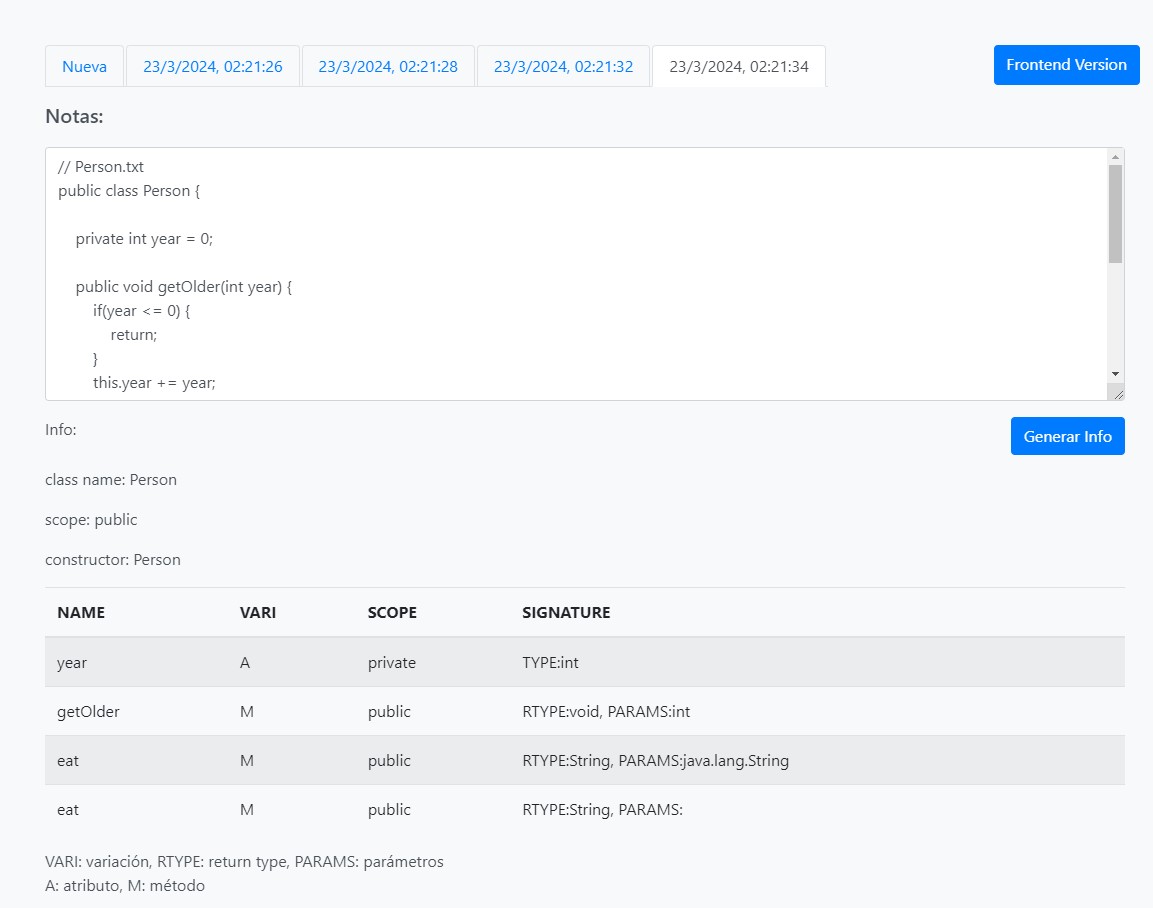 Nueva 23/3/2024, 02:21:26 23/3/2024, 02:21:28 23/3/2024, 02:21:32 23/3/2024, 02:21:34 Frontend Version
Notas:
// Person.txt
public class Person {
private int year = 0;
public void getOlder(int year) {
if(year <= 0) {
return;
}
this.year += year;
Info: Generar Info
class name: Person
scope: public
constructor: Person
NAME VARI SCOPE SIGNATURE
year A private TYPE:int
getOlder M public RTYPE:void, PARAMS:int
eat M public RTYPE:String, PARAMS:java.lang.String
eat M public RTYPE:String, PARAMS:
VARI: variación, RTYPE: return type, PARAMS: parámetros
A: atributo, M: método